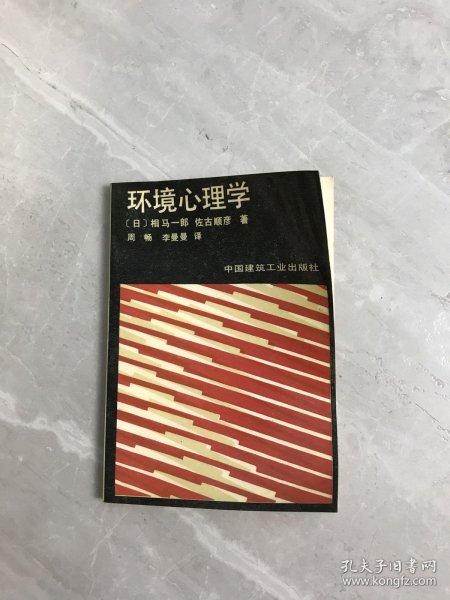 环境心理学
〔日〕相马一郎 佐古顺彦 著
周 畅 李曼曼 译
中国建筑工业出版社
孔夫子旧书网
www.kongfz.com